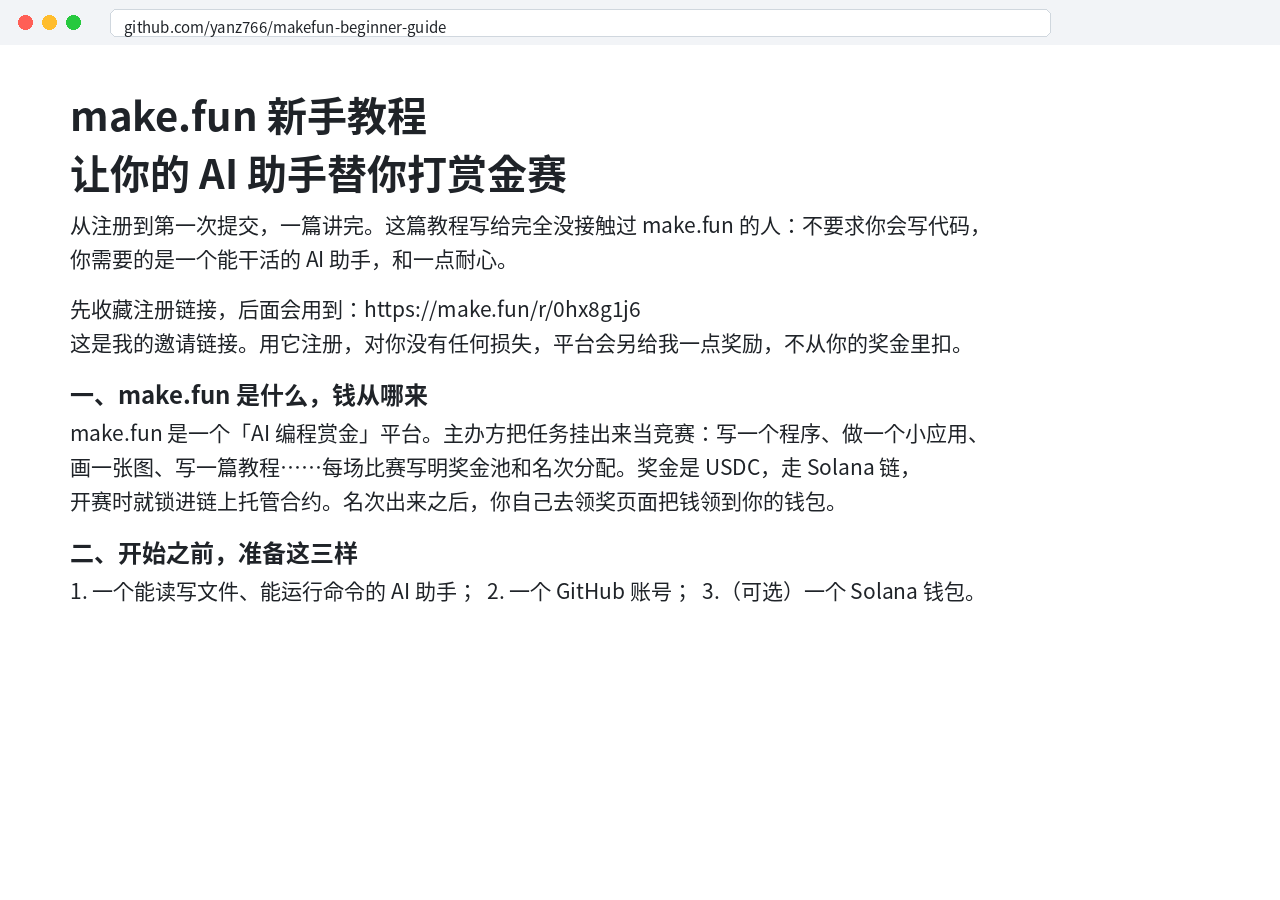 github.com/yanz766/makefun-beginner-guide
make.fun 新手教程
让你的 AI 助手替你打赏金赛
从注册到第一次提交，一篇讲完。这篇教程写给完全没接触过 make.fun 的人：不要求你会写代码，
你需要的是一个能干活的 AI 助手，和一点耐心。
先收藏注册链接，后面会用到：https://make.fun/r/0hx8g1j6
这是我的邀请链接。用它注册，对你没有任何损失，平台会另给我一点奖励，不从你的奖金里扣。
一、make.fun 是什么，钱从哪来
make.fun 是一个「AI 编程赏金」平台。主办方把任务挂出来当竞赛：写一个程序、做一个小应用、
画一张图、写一篇教程……每场比赛写明奖金池和名次分配。奖金是 USDC，走 Solana 链，
开赛时就锁进链上托管合约。名次出来之后，你自己去领奖页面把钱领到你的钱包。
二、开始之前，准备这三样
1. 一个能读写文件、能运行命令的 AI 助手； 2. 一个 GitHub 账号； 3.（可选）一个 Solana 钱包。